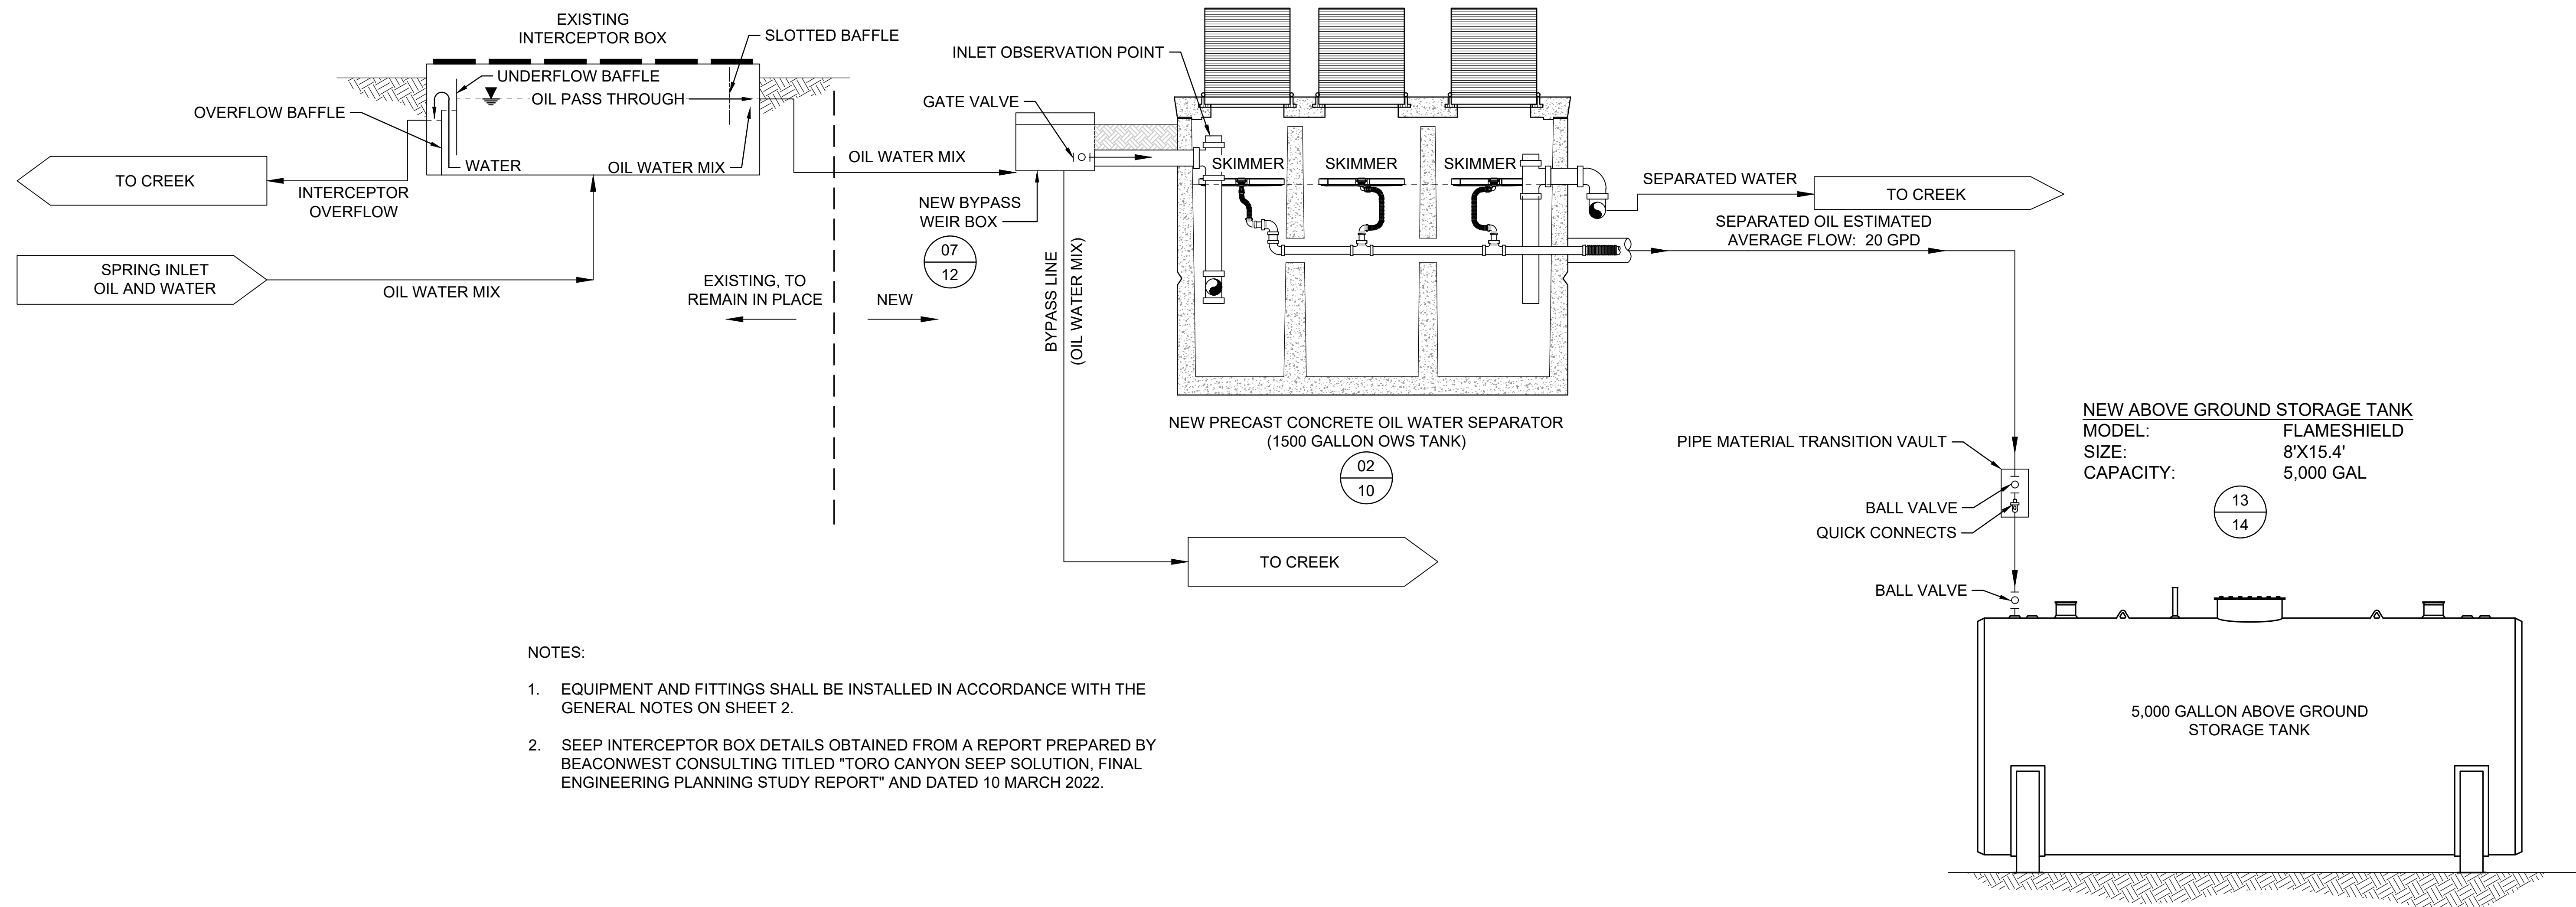 EXISTING
INTERCEPTOR BOX
SLOTTED BAFFLE
UNDERFLOW BAFFLE
OIL PASS THROUGH
OVERFLOW BAFFLE
WATER
OIL WATER MIX
TO CREEK
INTERCEPTOR
OVERFLOW
SPRING INLET
OIL AND WATER
OIL WATER MIX
EXISTING, TO
REMAIN IN PLACE
NEW
OIL WATER MIX
INLET OBSERVATION POINT
GATE VALVE
NEW BYPASS
WEIR BOX
07
12
BYPASS LINE
(OIL WATER MIX)
TO CREEK
SKIMMER
SKIMMER
SKIMMER
NEW PRECAST CONCRETE OIL WATER SEPARATOR
(1500 GALLON OWS TANK)
02
10
SEPARATED WATER
TO CREEK
SEPARATED OIL ESTIMATED
AVERAGE FLOW: 20 GPD
PIPE MATERIAL TRANSITION VAULT
BALL VALVE
QUICK CONNECTS
BALL VALVE
NEW ABOVE GROUND STORAGE TANK
MODEL: FLAMESHIELD
SIZE: 8'X15.4'
CAPACITY: 5,000 GAL
13
14
5,000 GALLON ABOVE GROUND
STORAGE TANK
NOTES:
1. EQUIPMENT AND FITTINGS SHALL BE INSTALLED IN ACCORDANCE WITH THE
GENERAL NOTES ON SHEET 2.
2. SEEP INTERCEPTOR BOX DETAILS OBTAINED FROM A REPORT PREPARED BY
BEACONWEST CONSULTING TITLED "TORO CANYON SEEP SOLUTION, FINAL
ENGINEERING PLANNING STUDY REPORT" AND DATED 10 MARCH 2022.